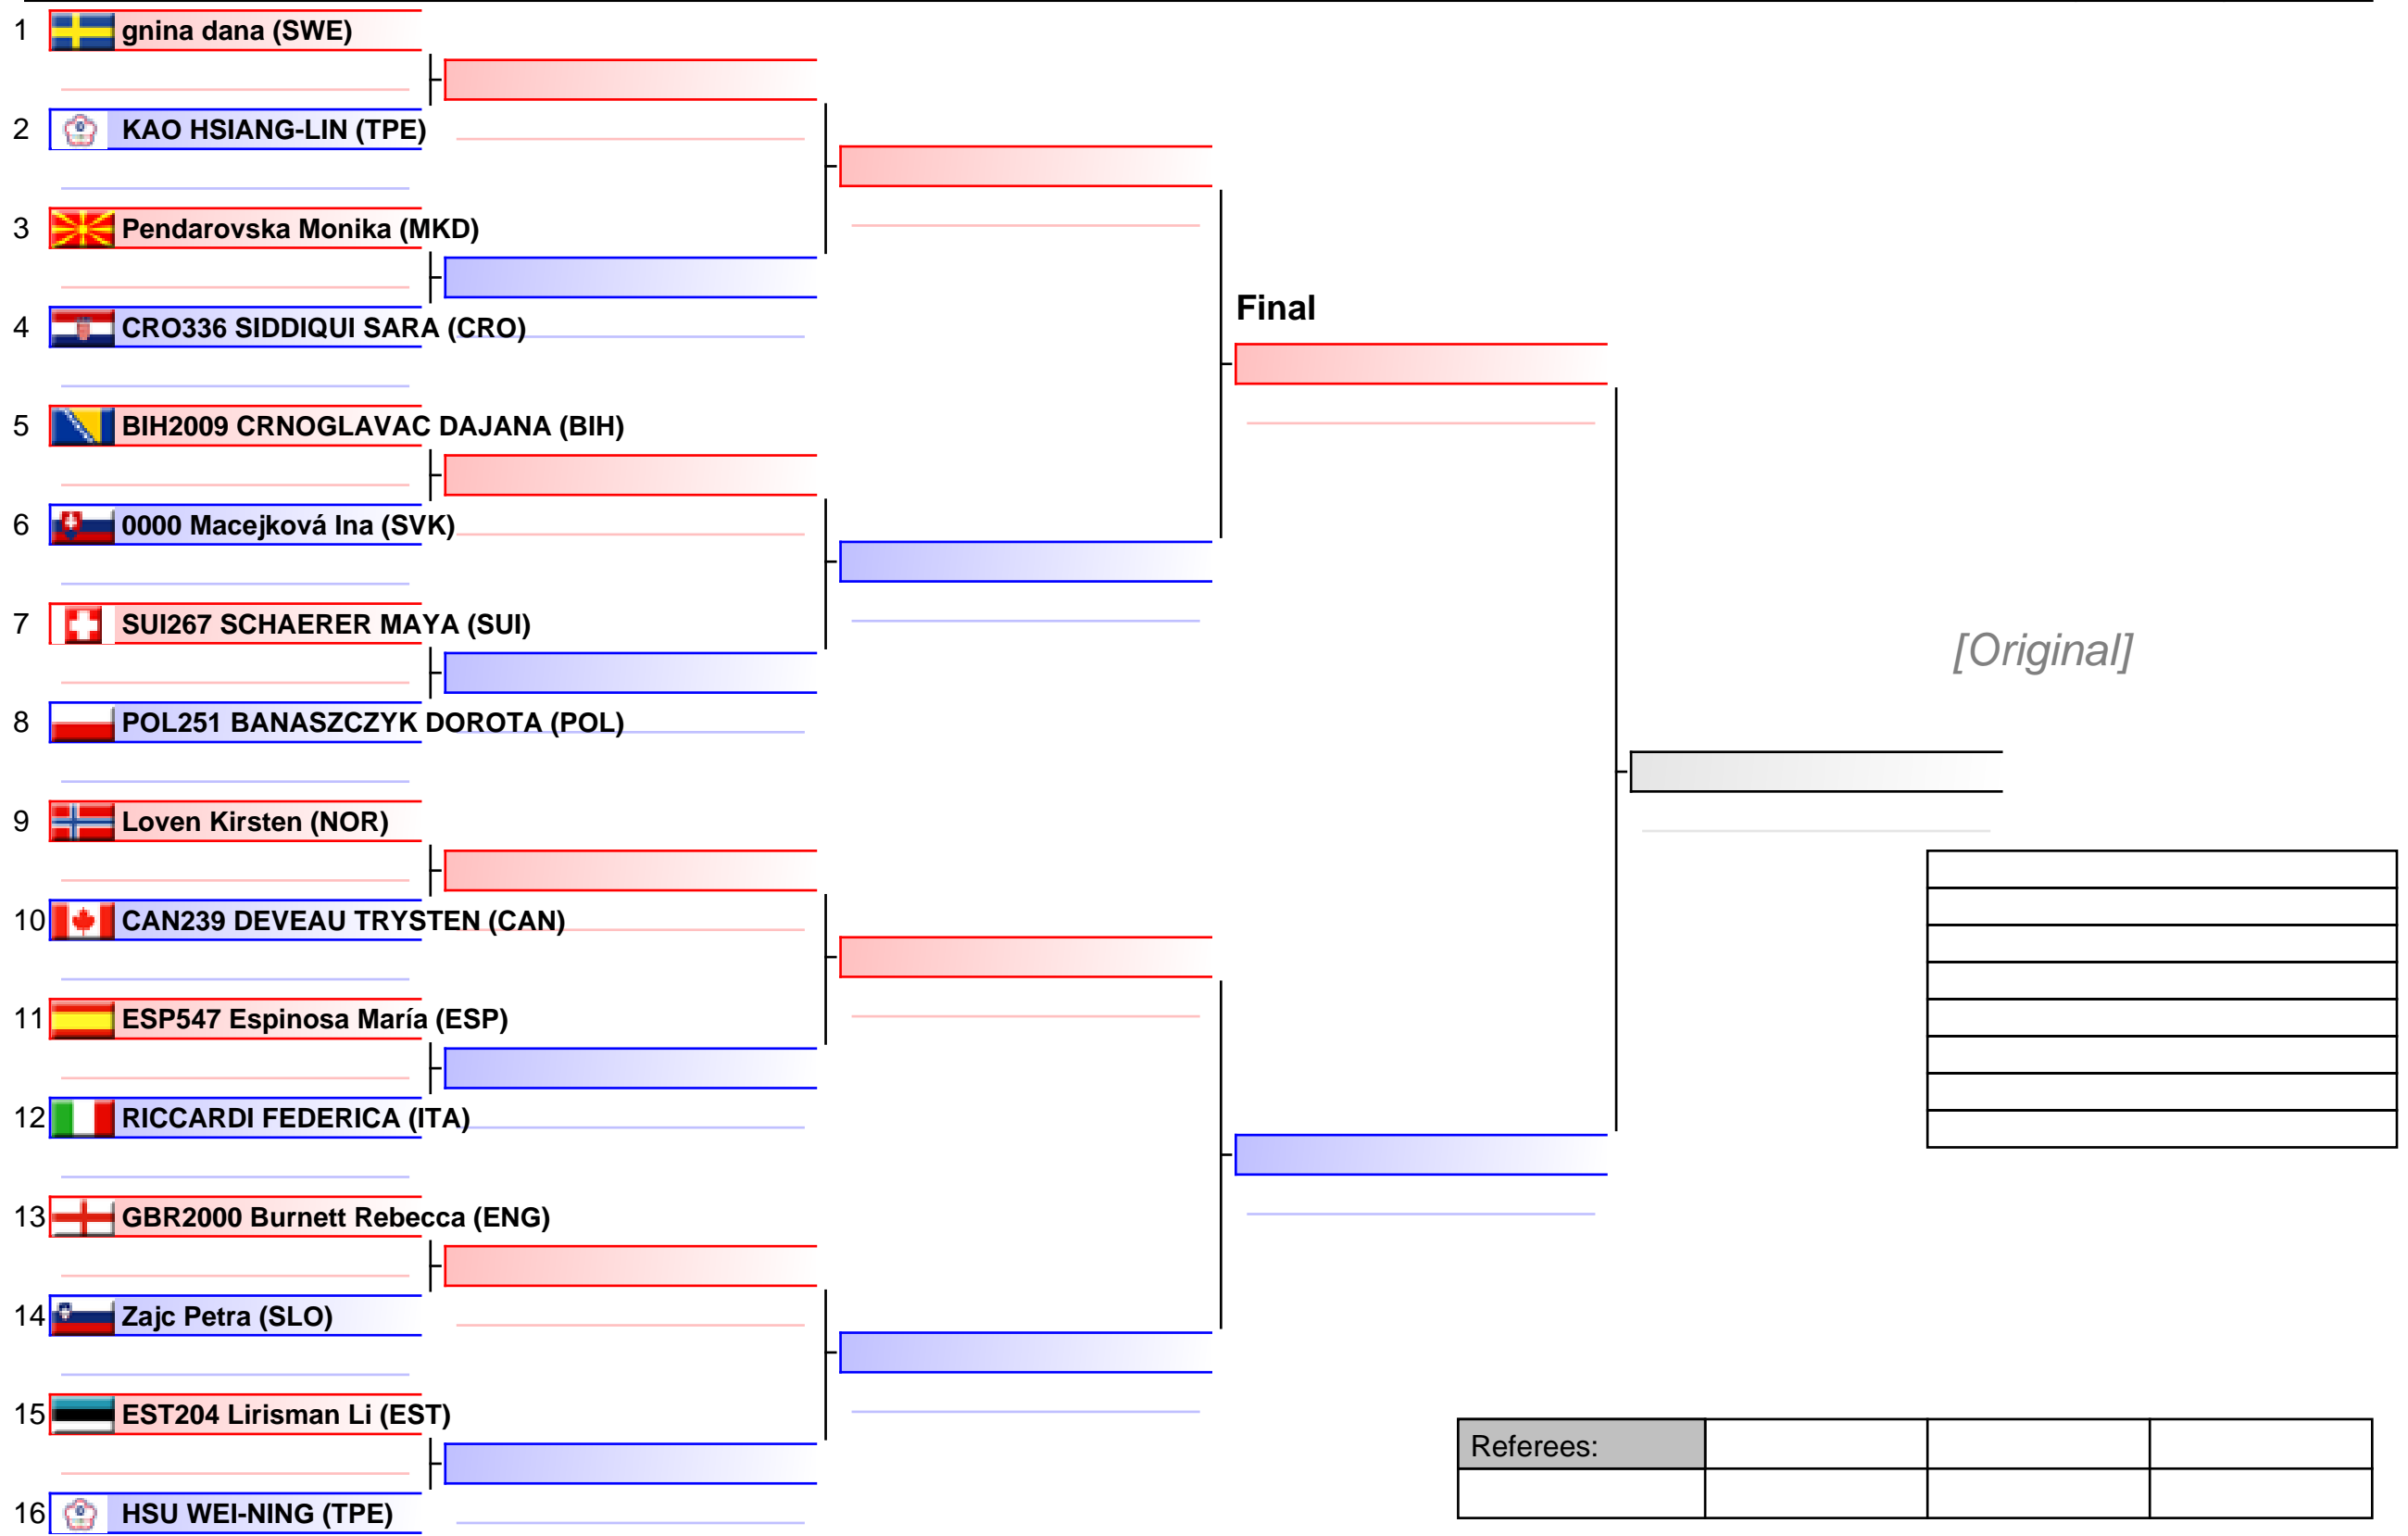 1 gnina dana (SWE)
2 KAO HSIANG-LIN (TPE)
3 Pendarovska Monika (MKD)
Final
4 CRO336 SIDDIQUI SARA (CRO)
5 BIH2009 CRNOGLAVAC DAJANA (BIH)
6 0000 Macejková Ina (SVK)
7 SUI267 SCHAERER MAYA (SUI)
[Original]
8 POL251 BANASZCZYK DOROTA (POL)
9 Loven Kirsten (NOR)
10 CAN239 DEVEAU TRYSTEN (CAN)
11 ESP547 Espinosa María (ESP)
12 RICCARDI FEDERICA (ITA)
13 GBR2000 Burnett Rebecca (ENG)
14 Zajc Petra (SLO)
15 EST204 Lirisman Li (EST)
Referees:
16 HSU WEI-NING (TPE)